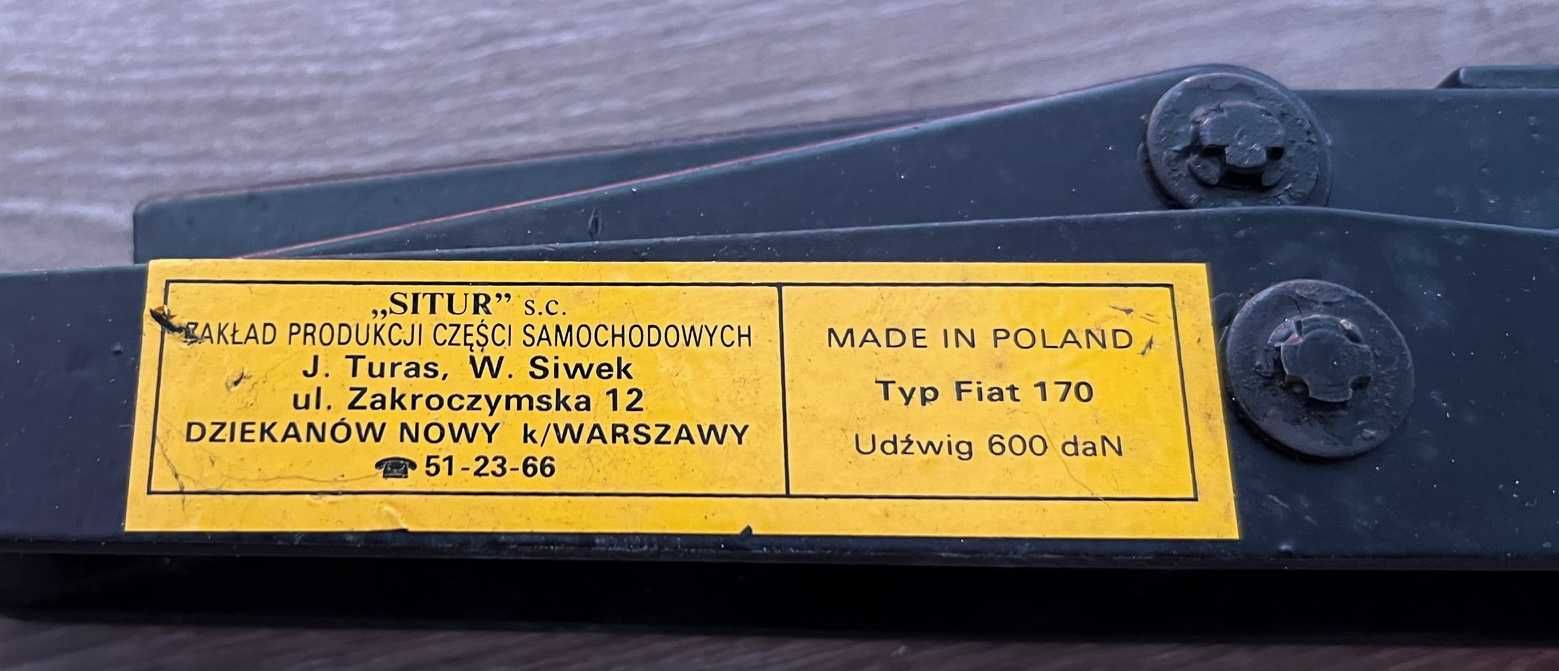 „SITUR” s.c.
ZAKŁAD PRODUKCJI CZĘŚCI SAMOCHODOWYCH
J. Turas, W. Siwek
ul. Zakroczymska 12
DZIEKANÓW NOWY k/WARSZAWY
☎ 51-23-66
MADE IN POLAND
Typ Fiat 170
Udźwig 600 daN